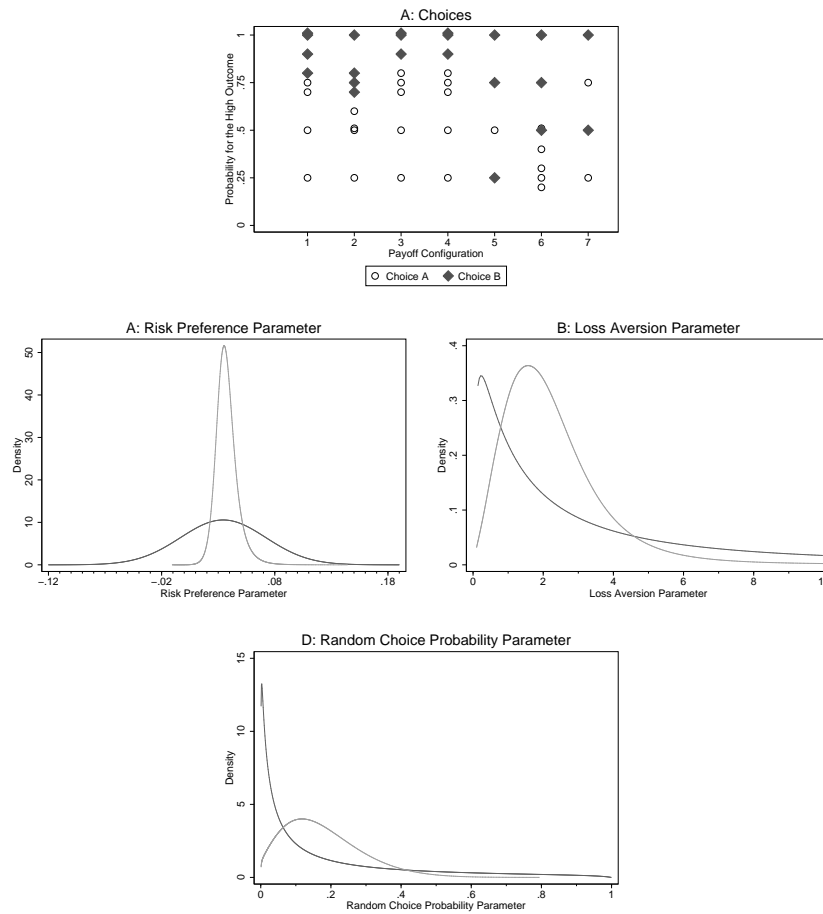 A: Choices
Probability for the High Outcome
1
.75
.5
.25
0
1 2 3 4 5 6 7
Payoff Configuration
Choice A Choice B
A: Risk Preference Parameter
Density
50
40
30
20
10
0
−.12 −.02 .08 .18
Risk Preference Parameter
B: Loss Aversion Parameter
Density
.4
.3
.2
.1
0
0 2 4 6 8 10
Loss Aversion Parameter
D: Random Choice Probability Parameter
Density
15
10
5
0
0 .2 .4 .6 .8 1
Random Choice Probability Parameter